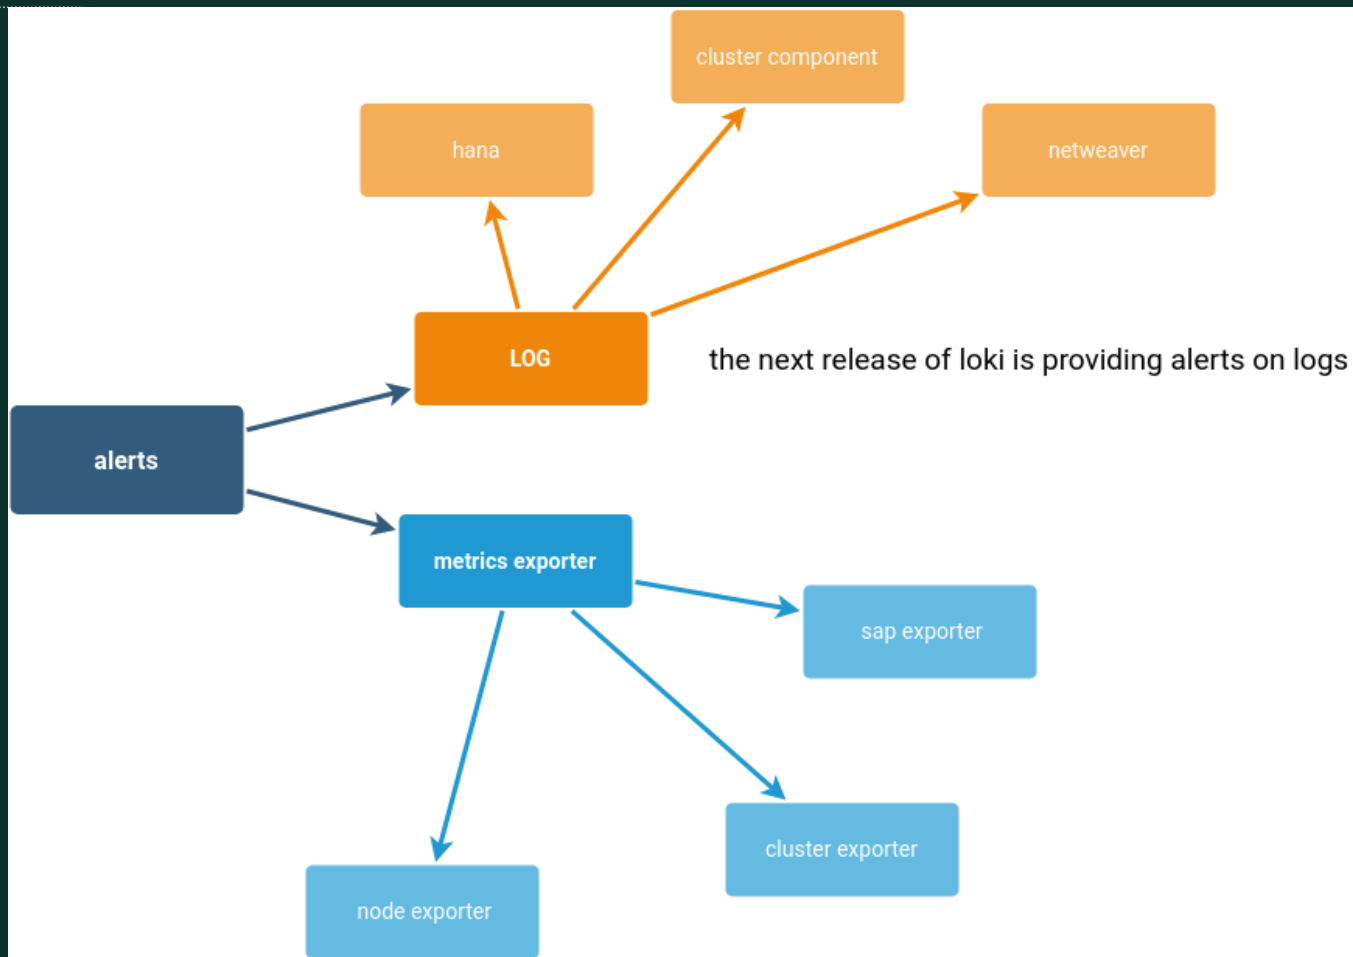 cluster component
hana
netweaver
LOG
the next release of loki is providing alerts on logs
alerts
metrics exporter
sap exporter
cluster exporter
node exporter